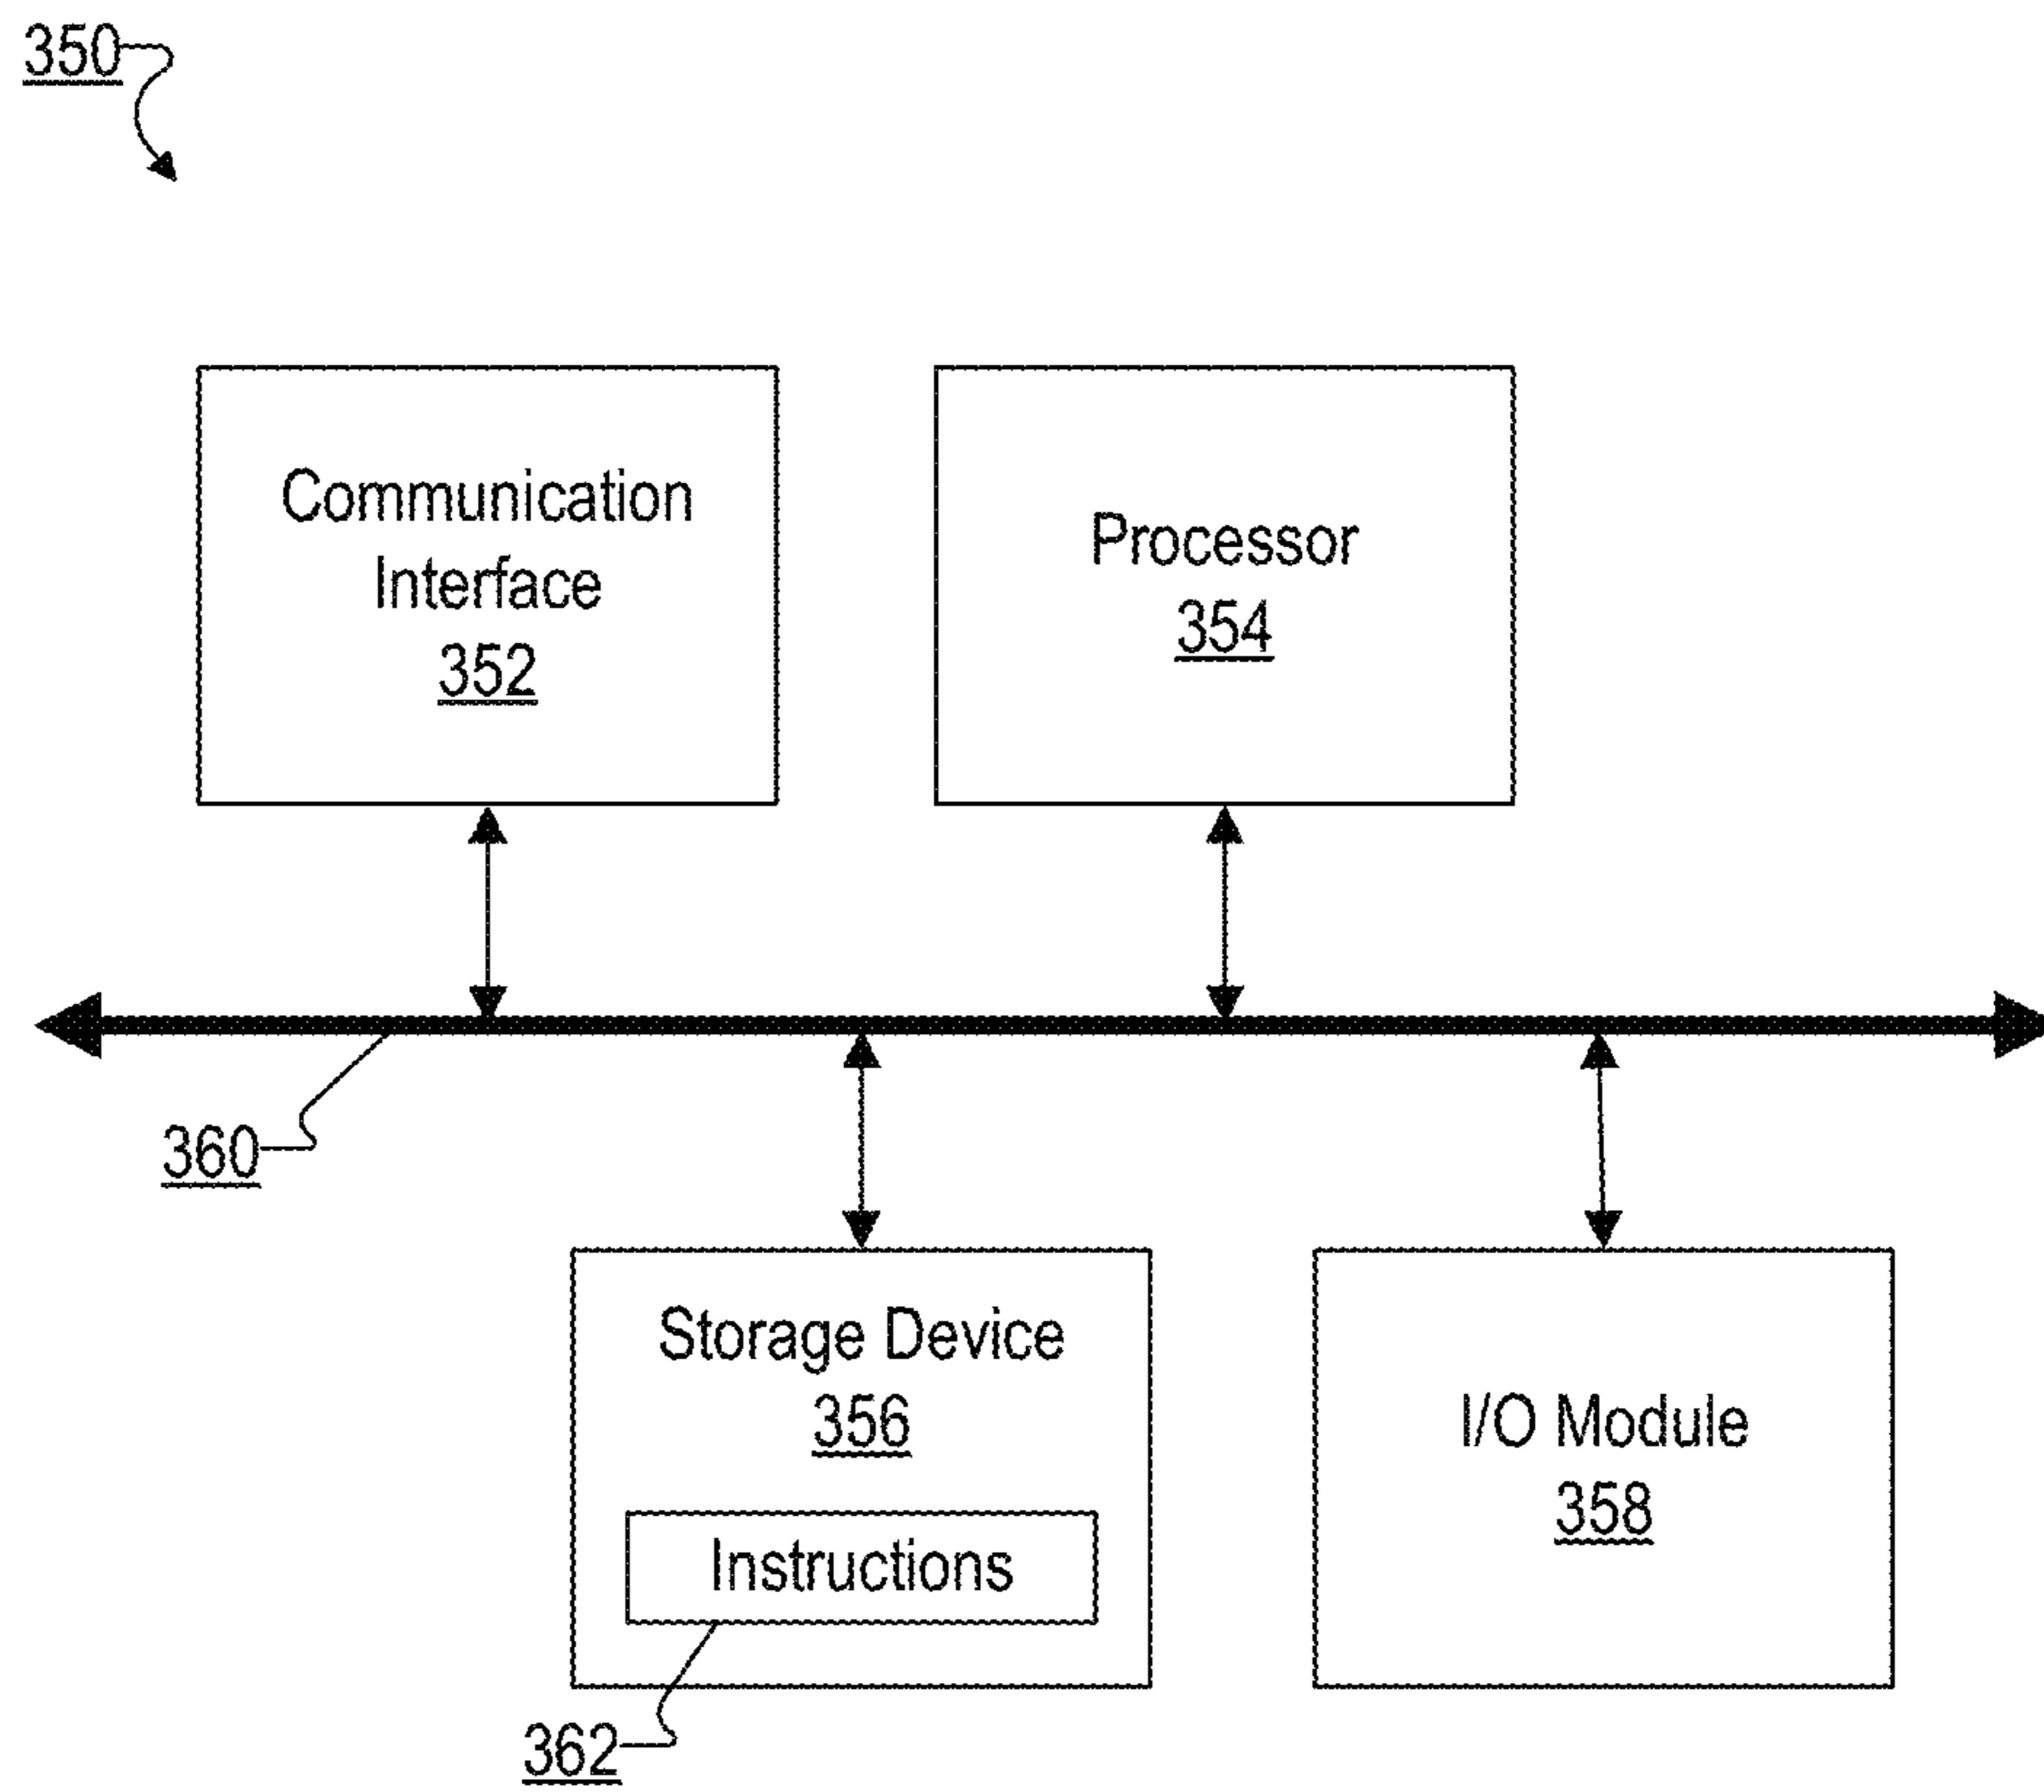 350
Communication
Interface
352
Processor
354
360
Storage Device
356
Instructions
362
I/O Module
358